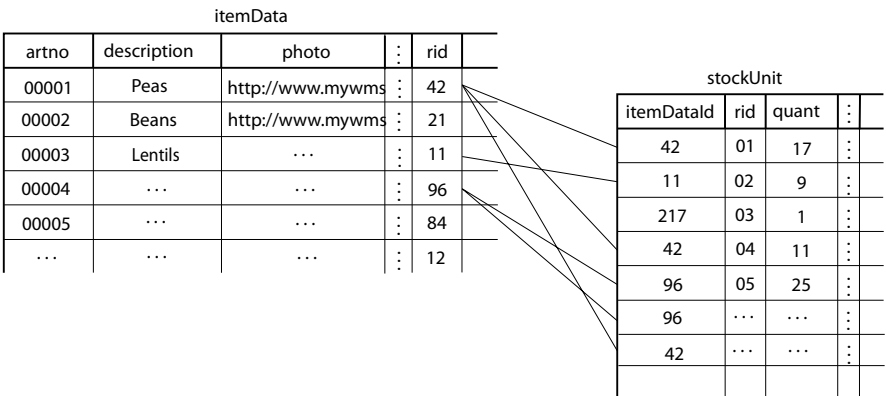 itemData
artno description photo ⋮ rid
00001 Peas http://www.mywms ⋮ 42
00002 Beans http://www.mywms ⋮ 21
00003 Lentils ... ⋮ 11
00004 ... ... ⋮ 96
00005 ... ... ⋮ 84
... ... ... ⋮ 12
stockUnit
itemDataId rid quant ⋮
42 01 17 ⋮
11 02 9 ⋮
217 03 1 ⋮
42 04 11 ⋮
96 05 25 ⋮
96 ... ... ⋮
42 ... ... ⋮